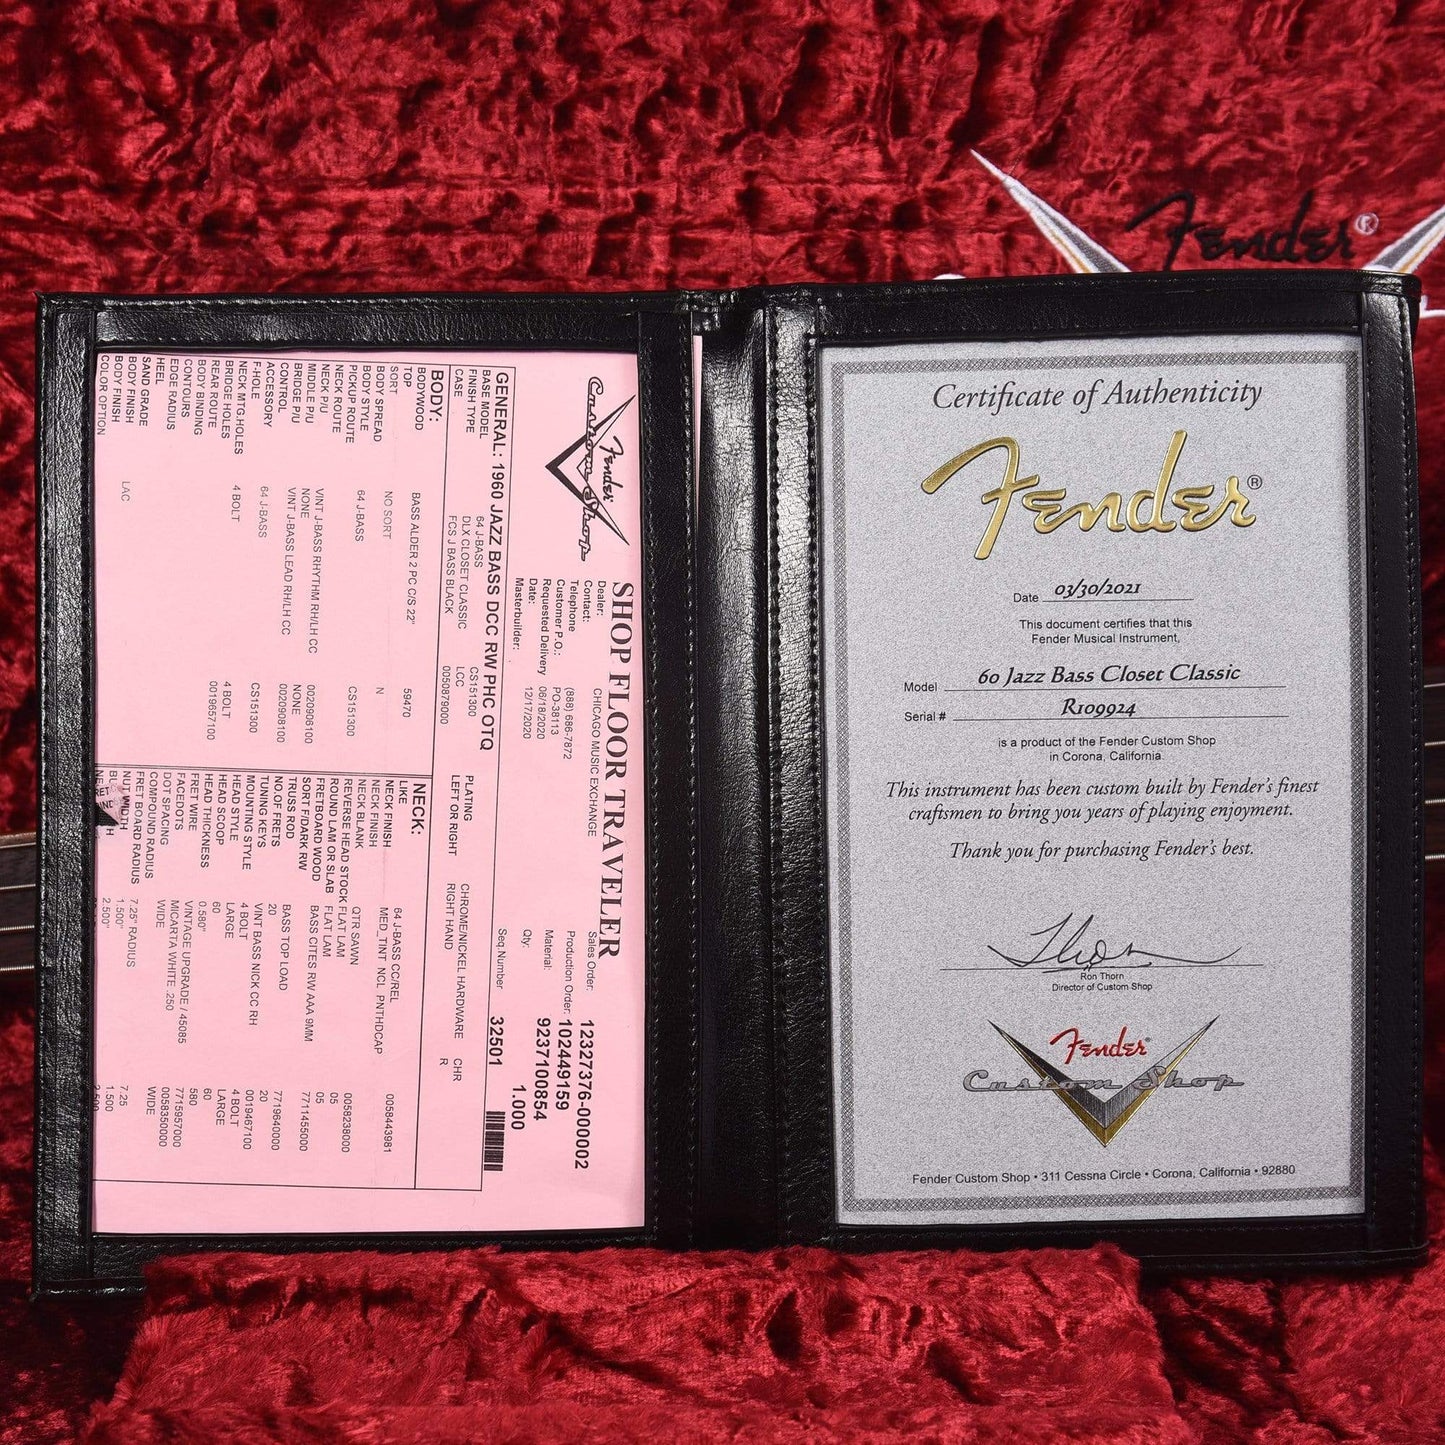 Fender®
Fender
Custom Shop
SHOP FLOOR TRAVELER
Dealer: CHICAGO MUSIC EXCHANGE
Contact:
Telephone (888) 686-7872
Customer P.O.: PO-38113
Requested Delivery 06/18/2020
Date: 12/17/2020
Masterbuilder:
Sales Order: 12327376-000002
Production Order: 102449159
Material: 9237100854
Qty: 1.000
GENERAL: 1960 JAZZ BASS DCC RW PHC OTQ
Seq.Number 32501
BASE MODEL 64 J-BASS CS151300
FINISH TYPE DLX CLOSET CLASSIC LCC
CASE FCS J BASS BLACK 0050879000
PLATING CHROME/NICKEL HARDWARE CHR
LEFT OR RIGHT RIGHT HAND R
BODY:
BODYWOOD BASS ALDER 2 PC C/S 22" 59470
TOP
SORT NO SORT N
BODY SPREAD
BODY STYLE 64 J-BASS CS151300
PICKUP ROUTE
NECK ROUTE
NECK P/U VINT J-BASS RHYTHM RH/LH CC 0020906100
MIDDLE P/U NONE NONE
BRIDGE P/U VINT J-BASS LEAD RH/LH CC 0020908100
CONTROL
ACCESSORY 64 J-BASS CS151300
F-HOLE
NECK MTG.HOLES 4 BOLT 4 BOLT
BRIDGE HOLES 0019657100
REAR ROUTE
BODY BINDING
CONTOURS
EDGE RADIUS
HEEL
SAND GRADE
BODY FINISH LAC
BODY FINISH
COLOR OPTION
NECK:
LIKE
NECK FINISH 64 J-BASS CC/REL 0058443981
NECK FINISH MED_TINT NCL PNTHDCAP
NECK BLANK QTR SAWN 0058238000
REVERSE HEAD STOCK FLAT LAM 05
ROUND LAM OR SLAB FLAT LAM 05
FRETBOARD WOOD BASS CITES RW AAA 9MM 7711455000
SORT F/DARK RW
TRUSS ROD BASS TOP LOAD 7719640000
NO.OF FRETS 20 20
TUNING KEYS VINT BASS NICK CC RH 0019467100
MOUNTING STYLE 4 BOLT 4 BOLT
HEAD STYLE LARGE LARGE
HEAD SCOOP 60 60
HEAD THICKNESS 0.580" 580
FRET WIRE VINTAGE UPGRADE / 45085 7715957000
FACEDOTS MICARTA WHITE .250 0058350000
DOT SPACING WIDE WIDE
COMPOUND RADIUS
FRET BOARD RADIUS 7.25" RADIUS 7.25
NUT WIDTH 1.500" 1.500
2.500" 2.500
Certificate of Authenticity
Fender®
Date 03/30/2021
This document certifies that this
Fender Musical Instrument,
Model 60 Jazz Bass Closet Classic
Serial # R109924
is a product of the Fender Custom Shop
in Corona, California.
This instrument has been custom built by Fender's finest
craftsmen to bring you years of playing enjoyment.
Thank you for purchasing Fender's best.
Ron Thorn
Director of Custom Shop
Fender
Custom Shop
Fender Custom Shop • 311 Cessna Circle • Corona, California • 92880